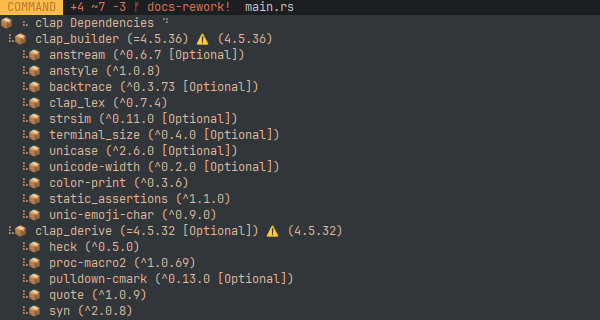 COMMAND +4 ~7 -3 docs-rework! main.rs
clap Dependencies
clap_builder (=4.5.36) ⚠️ (4.5.36)
anstream (^0.6.7 [Optional])
anstyle (^1.0.8)
backtrace (^0.3.73 [Optional])
clap_lex (^0.7.4)
strsim (^0.11.0 [Optional])
terminal_size (^0.4.0 [Optional])
unicase (^2.6.0 [Optional])
unicode-width (^0.2.0 [Optional])
color-print (^0.3.6)
static_assertions (^1.1.0)
unic-emoji-char (^0.9.0)
clap_derive (=4.5.32 [Optional]) ⚠️ (4.5.32)
heck (^0.5.0)
proc-macro2 (^1.0.69)
pulldown-cmark (^0.13.0 [Optional])
quote (^1.0.9)
syn (^2.0.8)